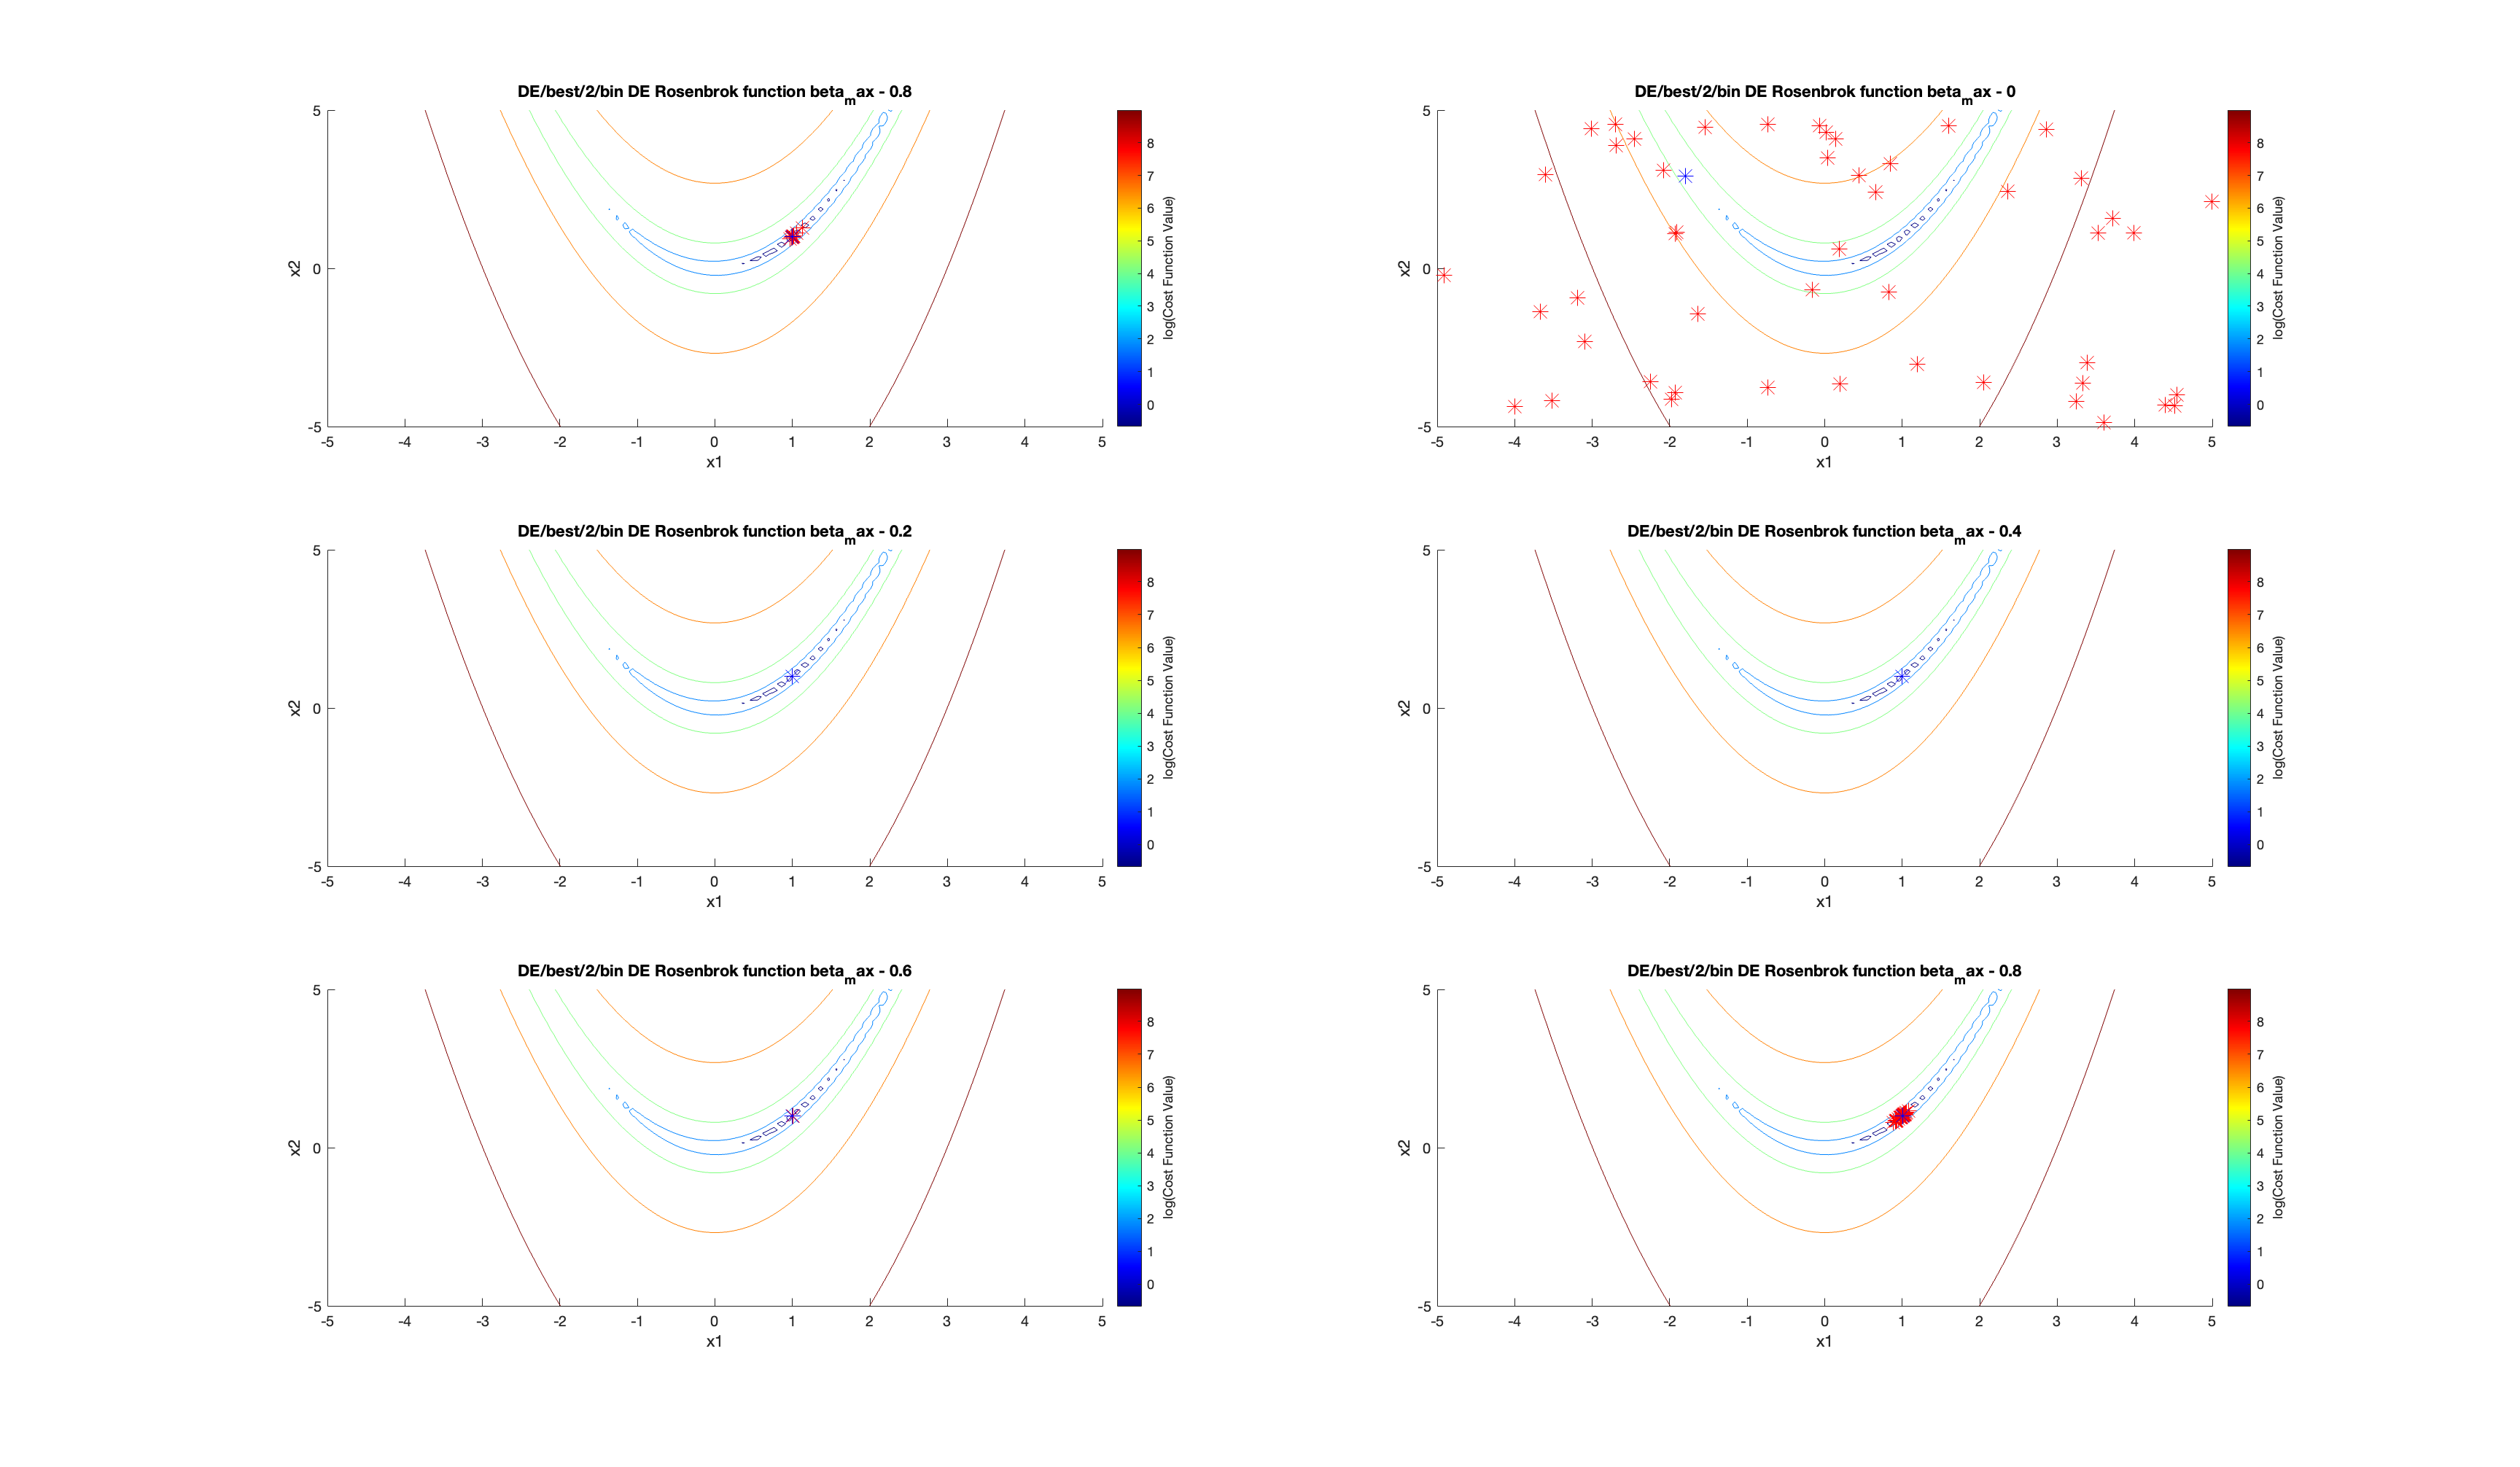 DE/best/2/bin DE Rosenbrok function beta_max - 0.8
5
0
-5
x2
-5 -4 -3 -2 -1 0 1 2 3 4 5
x1
8
7
6
5
4
3
2
1
0
log(Cost Function Value)
DE/best/2/bin DE Rosenbrok function beta_max - 0
5
0
-5
x2
-5 -4 -3 -2 -1 0 1 2 3 4 5
x1
8
7
6
5
4
3
2
1
0
log(Cost Function Value)
DE/best/2/bin DE Rosenbrok function beta_max - 0.2
5
0
-5
x2
-5 -4 -3 -2 -1 0 1 2 3 4 5
x1
8
7
6
5
4
3
2
1
0
log(Cost Function Value)
DE/best/2/bin DE Rosenbrok function beta_max - 0.4
5
0
-5
x2
-5 -4 -3 -2 -1 0 1 2 3 4 5
x1
8
7
6
5
4
3
2
1
0
log(Cost Function Value)
DE/best/2/bin DE Rosenbrok function beta_max - 0.6
5
0
-5
x2
-5 -4 -3 -2 -1 0 1 2 3 4 5
x1
8
7
6
5
4
3
2
1
0
log(Cost Function Value)
DE/best/2/bin DE Rosenbrok function beta_max - 0.8
5
0
-5
x2
-5 -4 -3 -2 -1 0 1 2 3 4 5
x1
8
7
6
5
4
3
2
1
0
log(Cost Function Value)